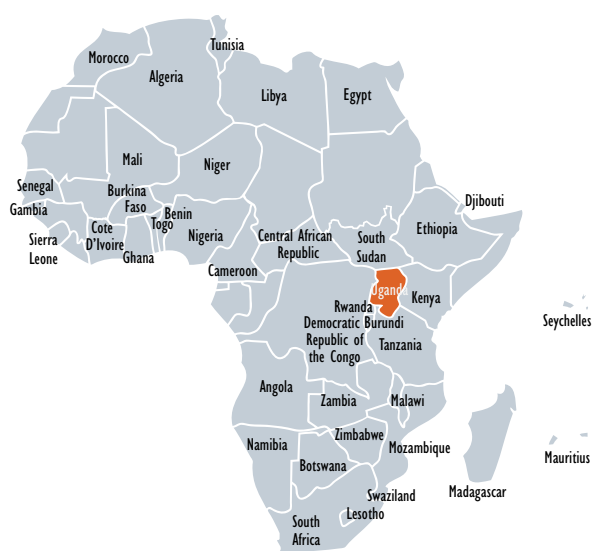 Tunisia
Morocco
Algeria
Libya
Egypt
Mali
Niger
Senegal
Burkina
Faso
Djibouti
Gambia
Benin
Togo
Cote
D'Ivoire
Nigeria
Ethiopia
Sierra
Leone
Ghana
Central African
Republic
South
Sudan
Cameroon
Uganda
Kenya
Rwanda
Seychelles
Democratic
Republic of
the Congo
Burundi
Tanzania
Angola
Zambia
Malawi
Namibia
Zimbabwe
Mozambique
Mauritius
Botswana
Madagascar
Swaziland
Lesotho
South
Africa